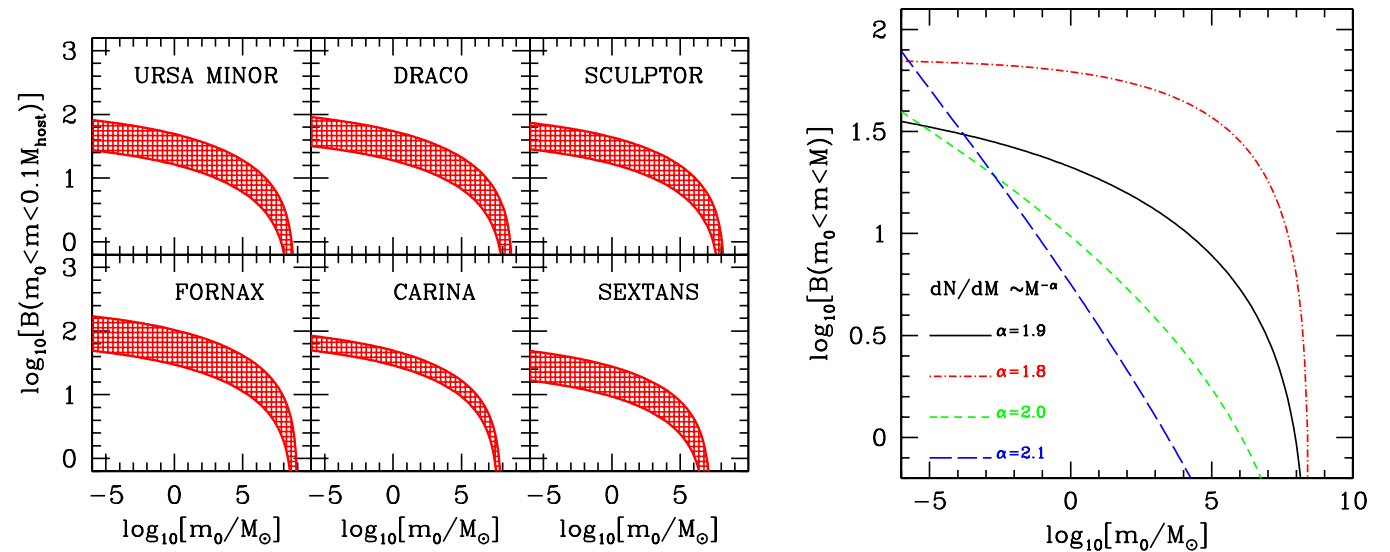 log₁₀[B(m₀<m<0.1M_host)]
3
2
1
0
3
2
1
0
URSA MINOR
DRACO
SCULPTOR
FORNAX
CARINA
SEXTANS
−5 0 5 −5 0 5 −5 0 5
log₁₀[m₀/M☉] log₁₀[m₀/M☉] log₁₀[m₀/M☉]
log₁₀[B(m₀<m<M)]
2
1.5
1
0.5
0
dN/dM ~M⁻ᵅ
α=1.9
α=1.8
α=2.0
α=2.1
−5 0 5 10
log₁₀[m₀/M☉]